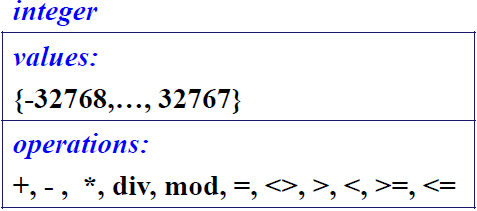 integer
values:
{-32768,…, 32767}
operations:
+, - , *, div, mod, =, <>, >, <, >=, <=